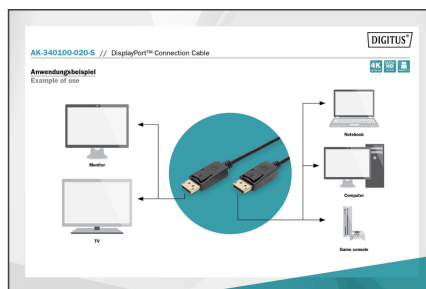 DIGITUS®
AK-340100-020-S // DisplayPort™ Connection Cable
4K
Anwendungsbeispiel
Example of use
Monitor
TV
Notebook
Computer
Game console